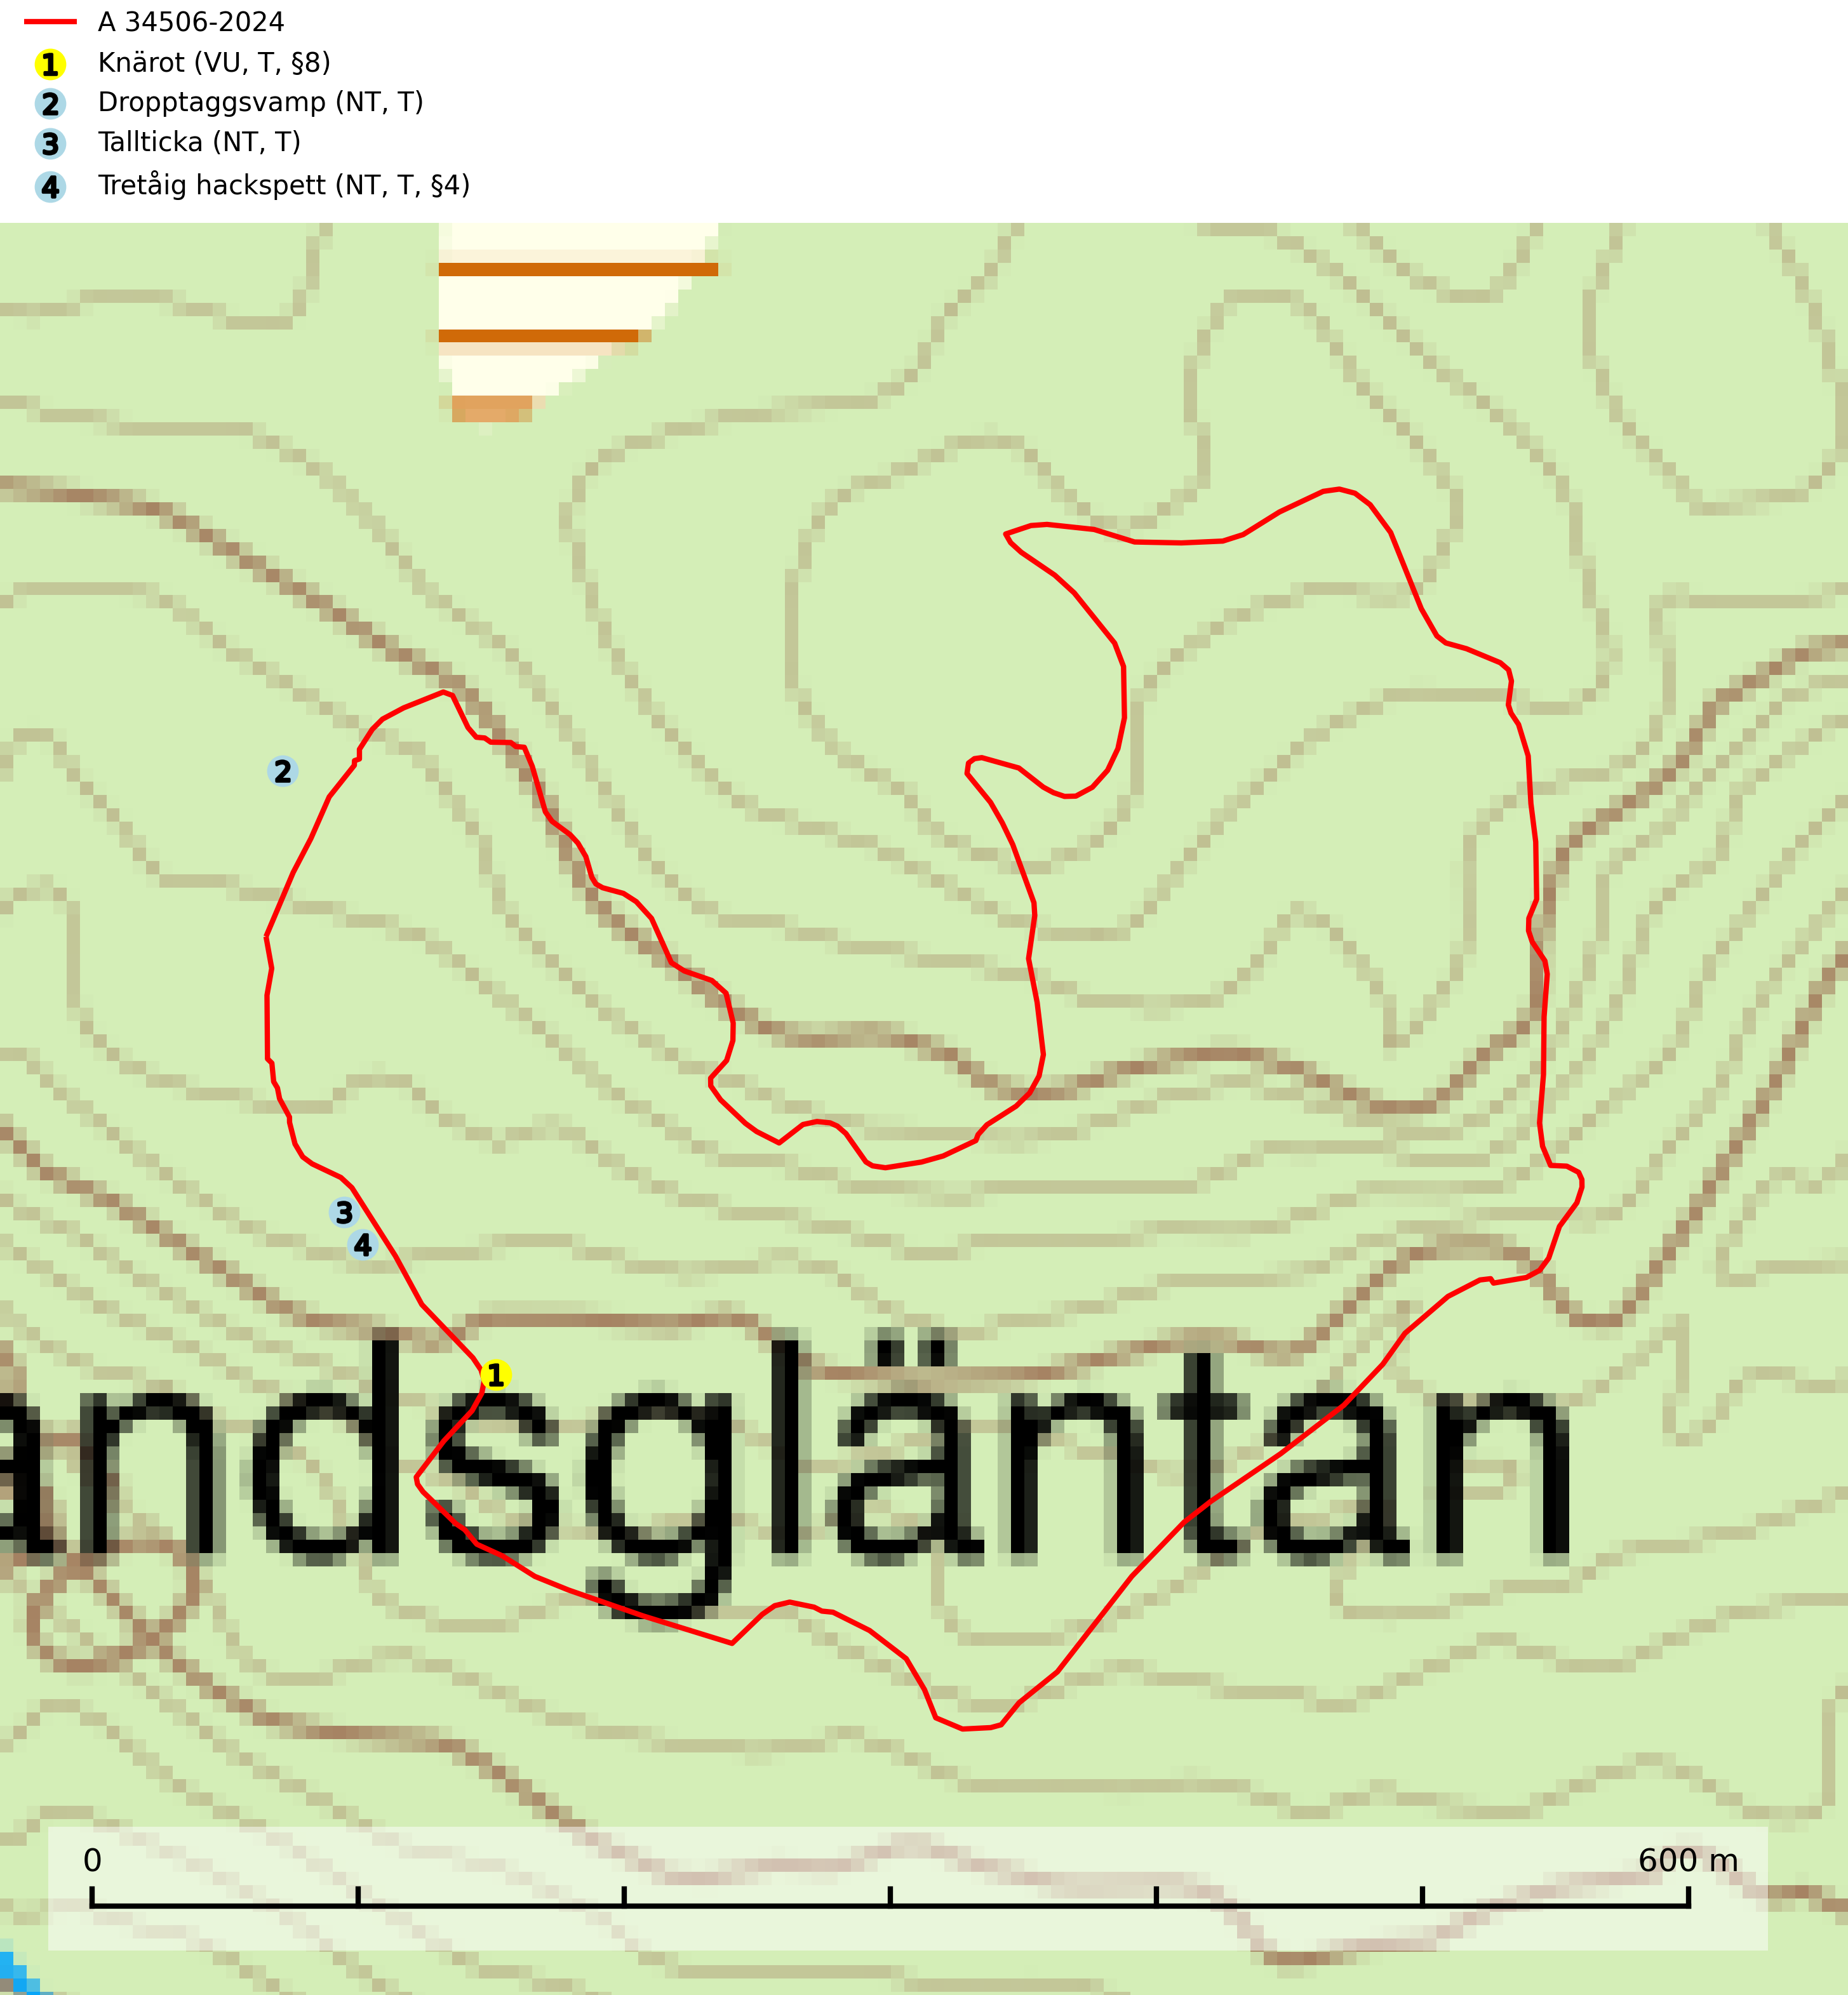 A 34506-2024
1 Knärot (VU, T, §8)
2 Dropptaggsvamp (NT, T)
3 Tallticka (NT, T)
4 Tretåig hackspett (NT, T, §4)
2
3
4
1
andsgläntan
0 600 m